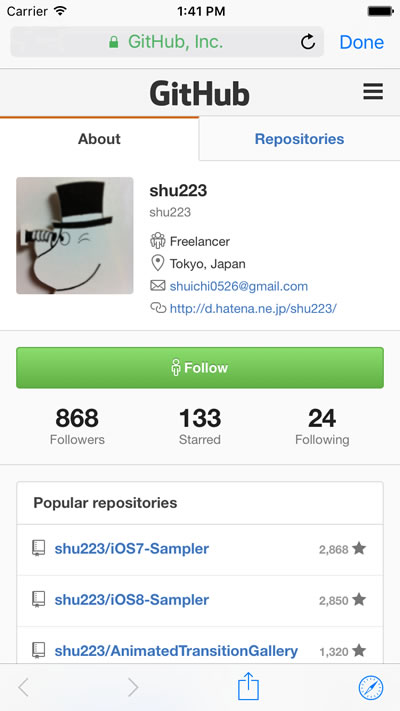 Carrier 1:41 PM
GitHub, Inc. Done
GitHub
About Repositories
shu223
shu223
Freelancer
Tokyo, Japan
shuichi0526@gmail.com
http://d.hatena.ne.jp/shu223/
Follow
868 133 24
Followers Starred Following
Popular repositories
shu223/iOS7-Sampler 2,868
shu223/iOS8-Sampler 2,850
shu223/AnimatedTransitionGallery 1,320